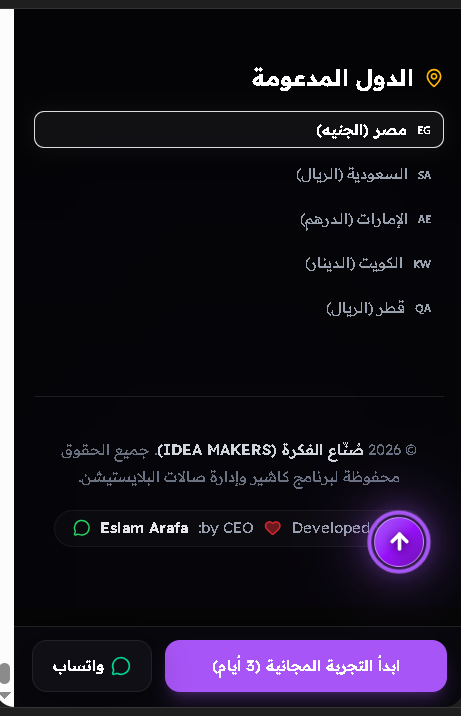 الدول المدعومة
EG مصر (الجنيه)
SA السعودية (الريال)
AE الإمارات (الدرهم)
KW الكويت (الدينار)
QA قطر (الريال)
© 2026 صُنّاع الفكرة (IDEA MAKERS). جميع الحقوق
محفوظة لبرنامج كاشير وإدارة صالات البلايستيشن.
Developed by CEO: Eslam Arafa
ابدأ التجربة المجانية (3 أيام)
واتساب